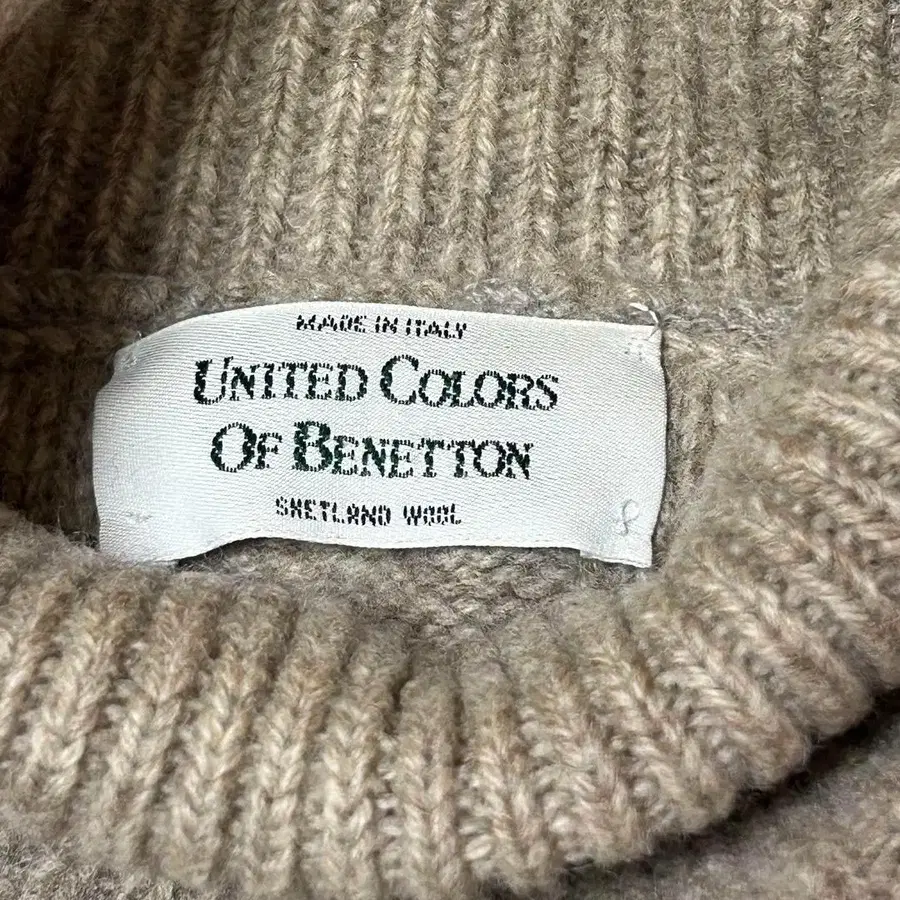 MADE IN ITALY
UNITED COLORS
OF BENETTON
SHETLAND WOOL